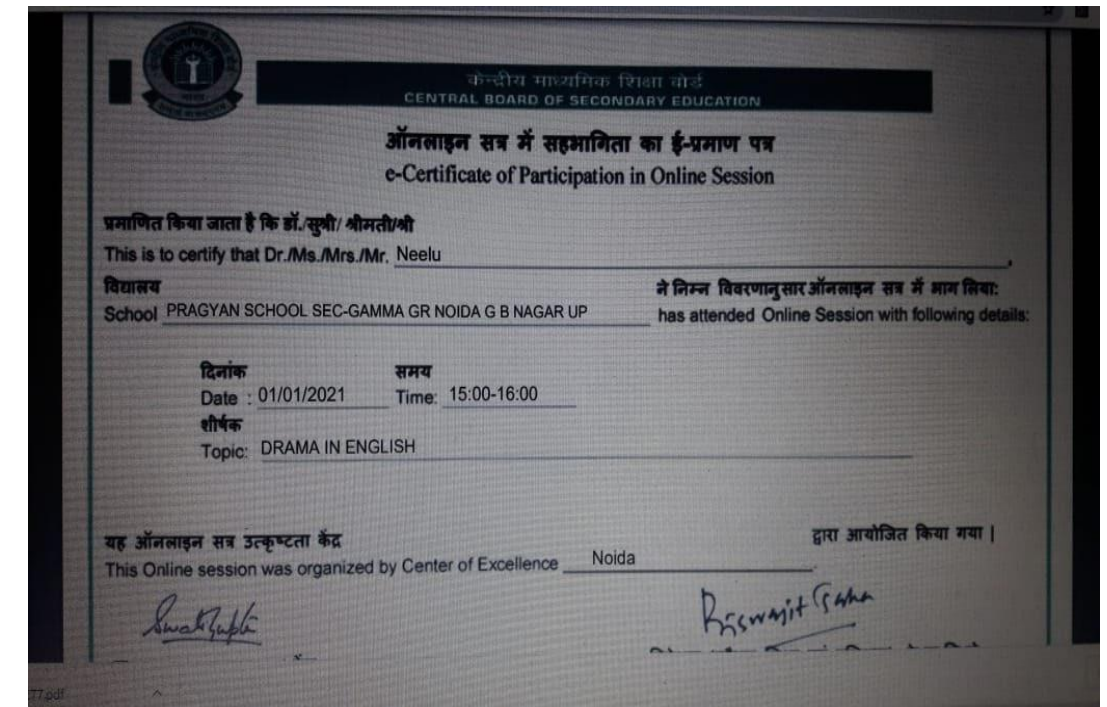 केन्द्रीय माध्यमिक शिक्षा बोर्ड
CENTRAL BOARD OF SECONDARY EDUCATION
ऑनलाइन सत्र में सहभागिता का ई-प्रमाण पत्र
e-Certificate of Participation in Online Session
प्रमाणित किया जाता है कि डॉ./सुश्री/ श्रीमती/श्री
This is to certify that Dr./Ms./Mrs./Mr. Neelu,
विद्यालय ने निम्न विवरणानुसार ऑनलाइन सत्र में भाग लिया:
School PRAGYAN SCHOOL SEC-GAMMA GR NOIDA G B NAGAR UP has attended Online Session with following details:
दिनांक समय
Date : 01/01/2021 Time: 15:00-16:00
शीर्षक
Topic: DRAMA IN ENGLISH
यह ऑनलाइन सत्र उत्कृष्टता केंद्र द्वारा आयोजित किया गया |
This Online session was organized by Center of Excellence Noida.
Swati Gupta Biswajit Saha
77.pdf